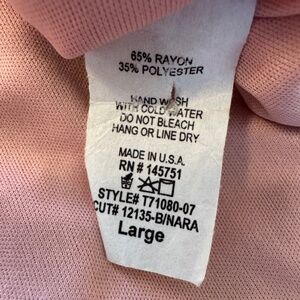 65% RAYON
35% POLYESTER
HAND WASH
WITH COLD WATER
DO NOT BLEACH
HANG OR LINE DRY
MADE IN U.S.A.
RN # 145751
STYLE# T71080-07
CUT# 12135-B/NARA
Large